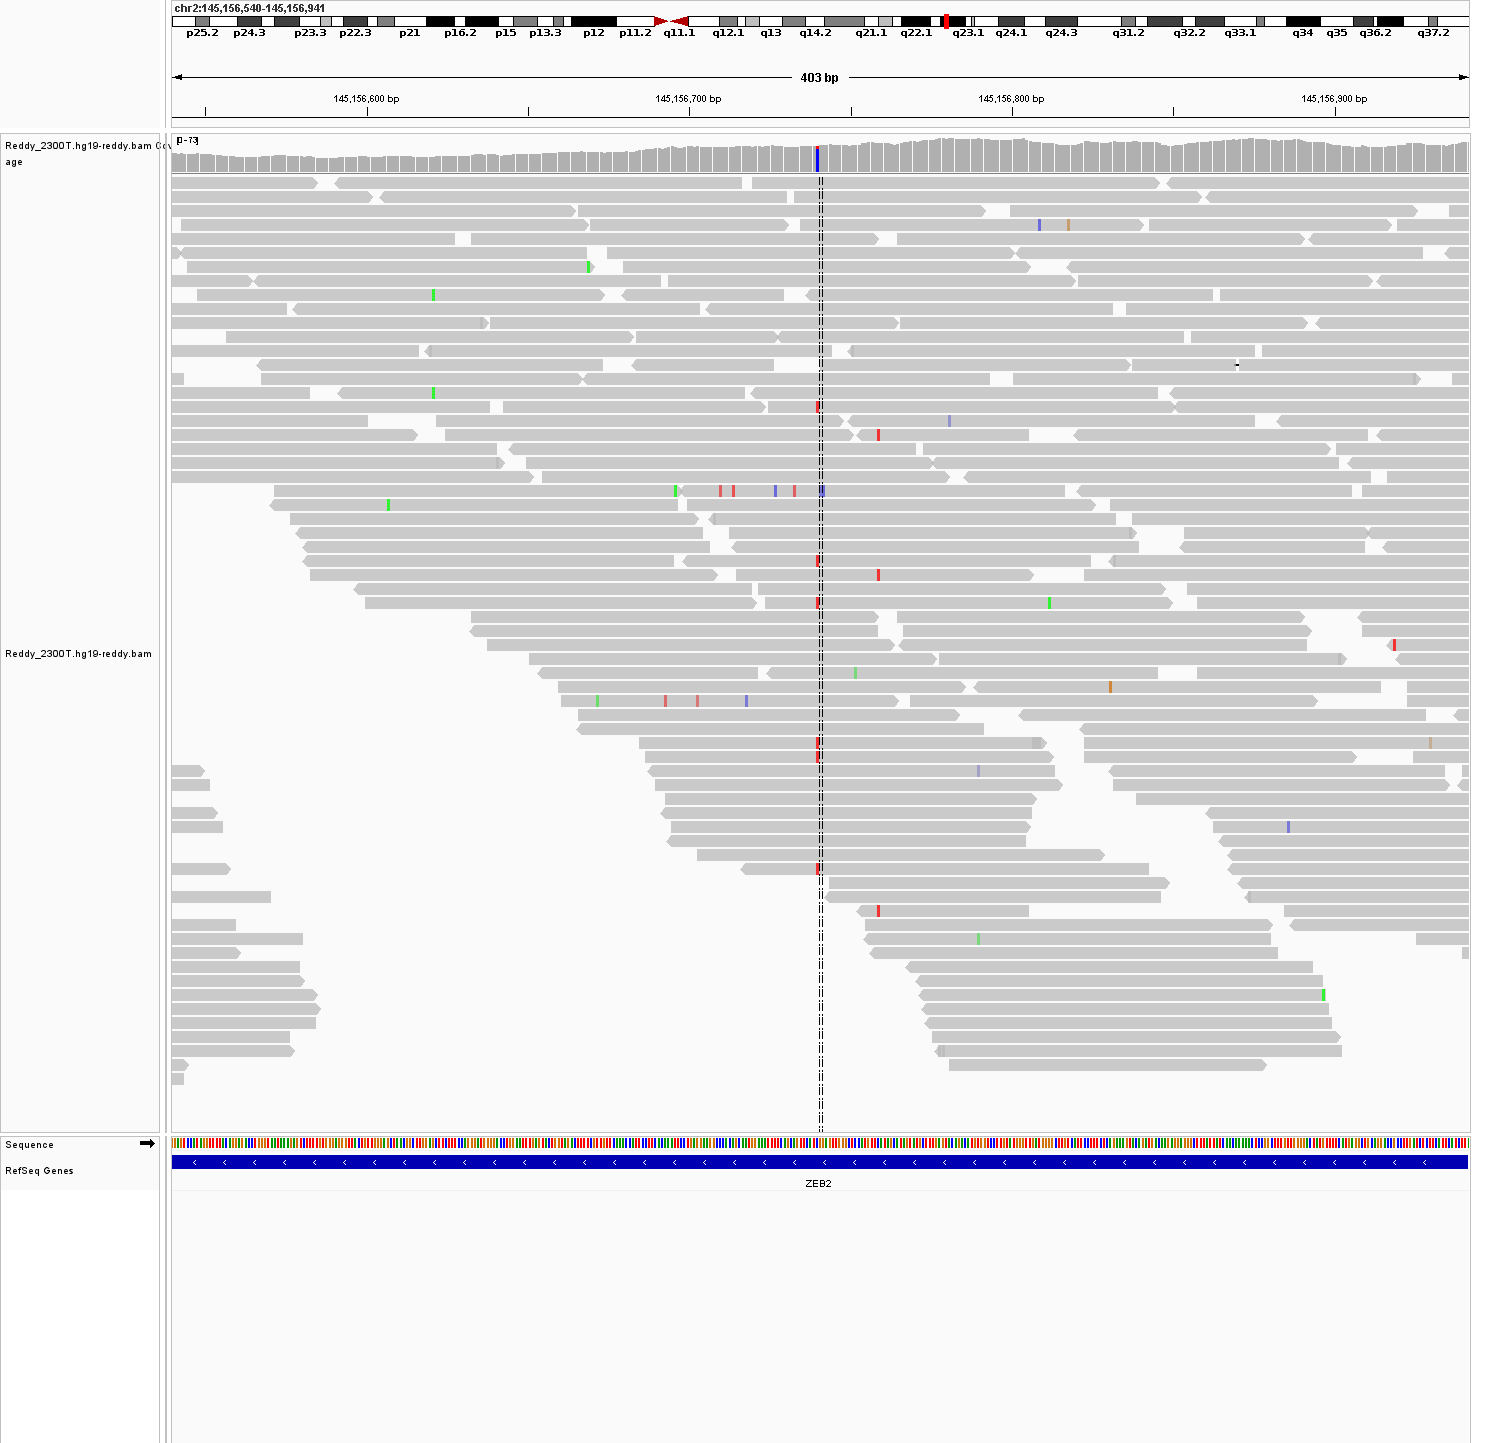 chr2:145,156,540-145,156,941
p25.2 p24.3 p23.3 p22.3 p21 p16.2 p15 p13.3 p12 p11.2 q11.1 q12.1 q13 q14.2 q21.1 q22.1 q23.1 q24.1 q24.3 q31.2 q32.2 q33.1 q34 q35 q36.2 q37.2
403 bp
145,156,600 bp 145,156,700 bp 145,156,800 bp 145,156,900 bp
[0-73]
Reddy_2300T.hg19-reddy.bam Cov
age
Reddy_2300T.hg19-reddy.bam
Sequence
RefSeq Genes
ZEB2